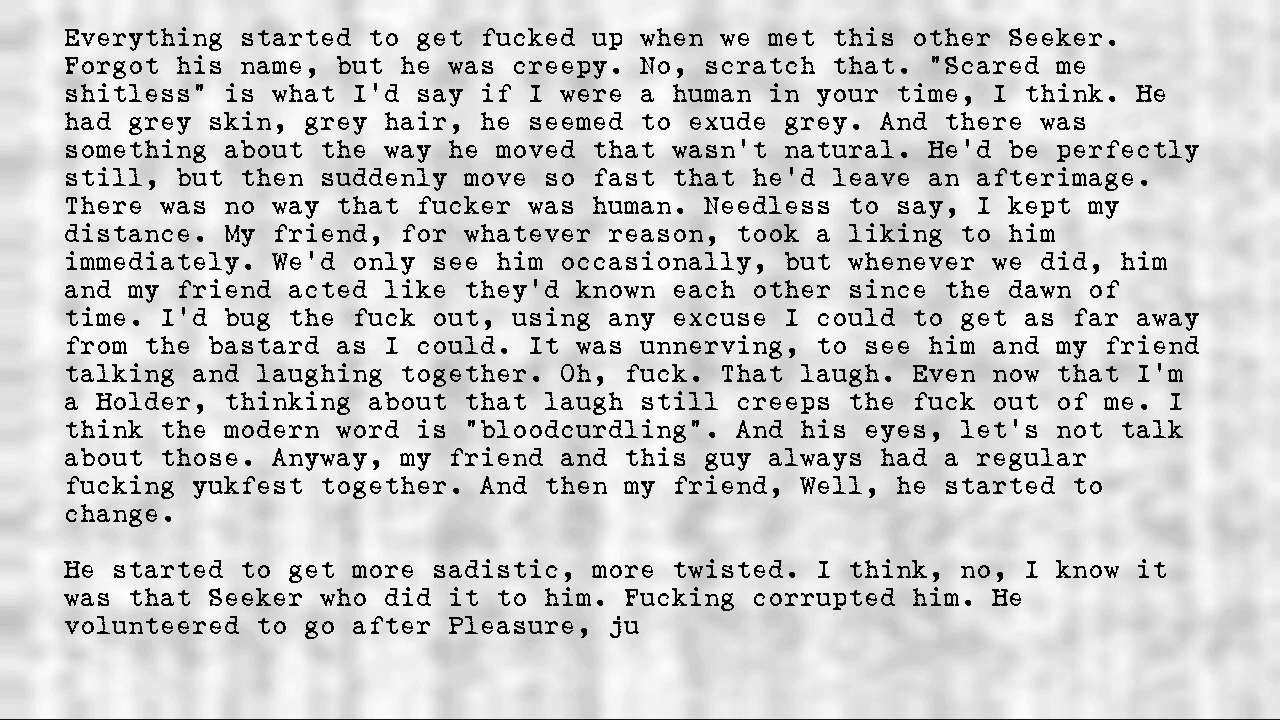 Everything started to get fucked up when we met this other Seeker.
Forgot his name, but he was creepy. No, scratch that. "Scared me
shitless" is what I'd say if I were a human in your time, I think. He
had grey skin, grey hair, he seemed to exude grey. And there was
something about the way he moved that wasn't natural. He'd be perfectly
still, but then suddenly move so fast that he'd leave an afterimage.
There was no way that fucker was human. Needless to say, I kept my
distance. My friend, for whatever reason, took a liking to him
immediately. We'd only see him occasionally, but whenever we did, him
and my friend acted like they'd known each other since the dawn of
time. I'd bug the fuck out, using any excuse I could to get as far away
from the bastard as I could. It was unnerving, to see him and my friend
talking and laughing together. Oh, fuck. That laugh. Even now that I'm
a Holder, thinking about that laugh still creeps the fuck out of me. I
think the modern word is "bloodcurdling". And his eyes, let's not talk
about those. Anyway, my friend and this guy always had a regular
fucking yukfest together. And then my friend, Well, he started to
change.

He started to get more sadistic, more twisted. I think, no, I know it
was that Seeker who did it to him. Fucking corrupted him. He
volunteered to go after Pleasure, ju